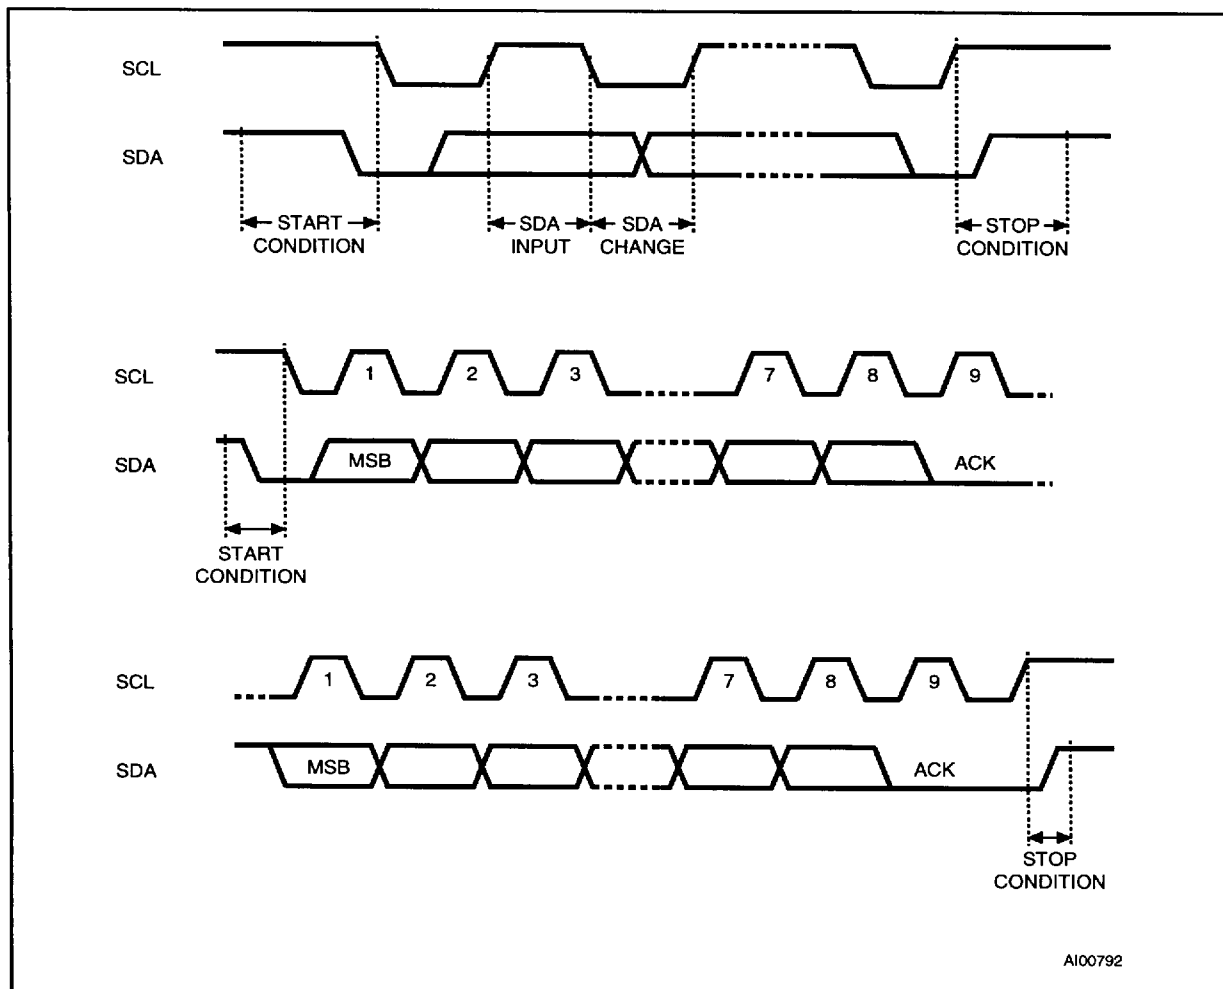 SCL
SDA
START
CONDITION
SDA
INPUT
SDA
CHANGE
STOP
CONDITION
SCL
1 2 3 7 8 9
SDA
MSB ACK
START
CONDITION
SCL
1 2 3 7 8 9
SDA
MSB ACK
STOP
CONDITION
AI00792